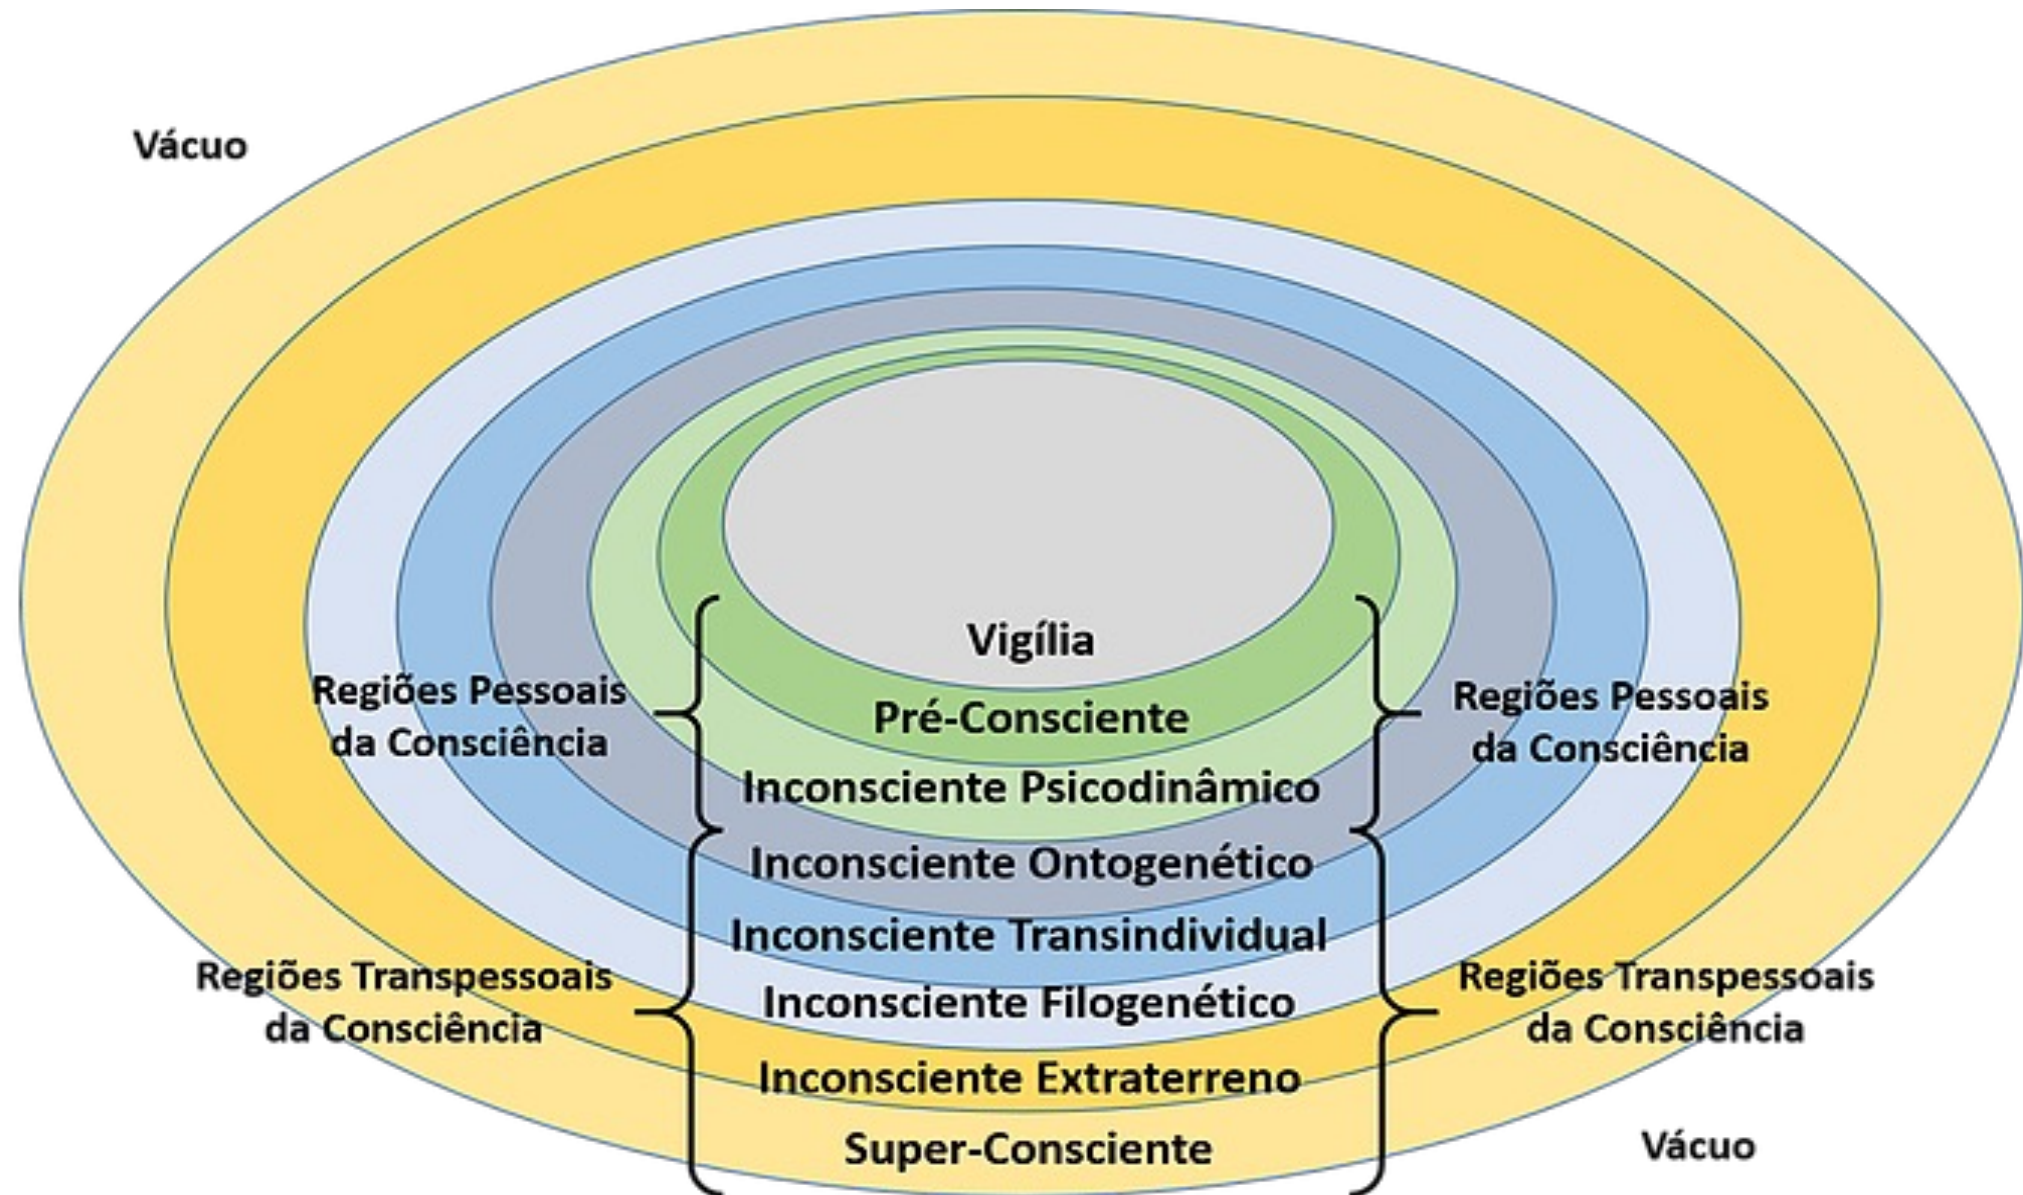 Vácuo
Vigília
Regiões Pessoais
da Consciência
Pré-Consciente
Regiões Pessoais
da Consciência
Inconsciente Psicodinâmico
Inconsciente Ontogenético
Inconsciente Transindividual
Regiões Transpessoais
da Consciência
Inconsciente Filogenético
Regiões Transpessoais
da Consciência
Inconsciente Extraterreno
Super-Consciente
Vácuo